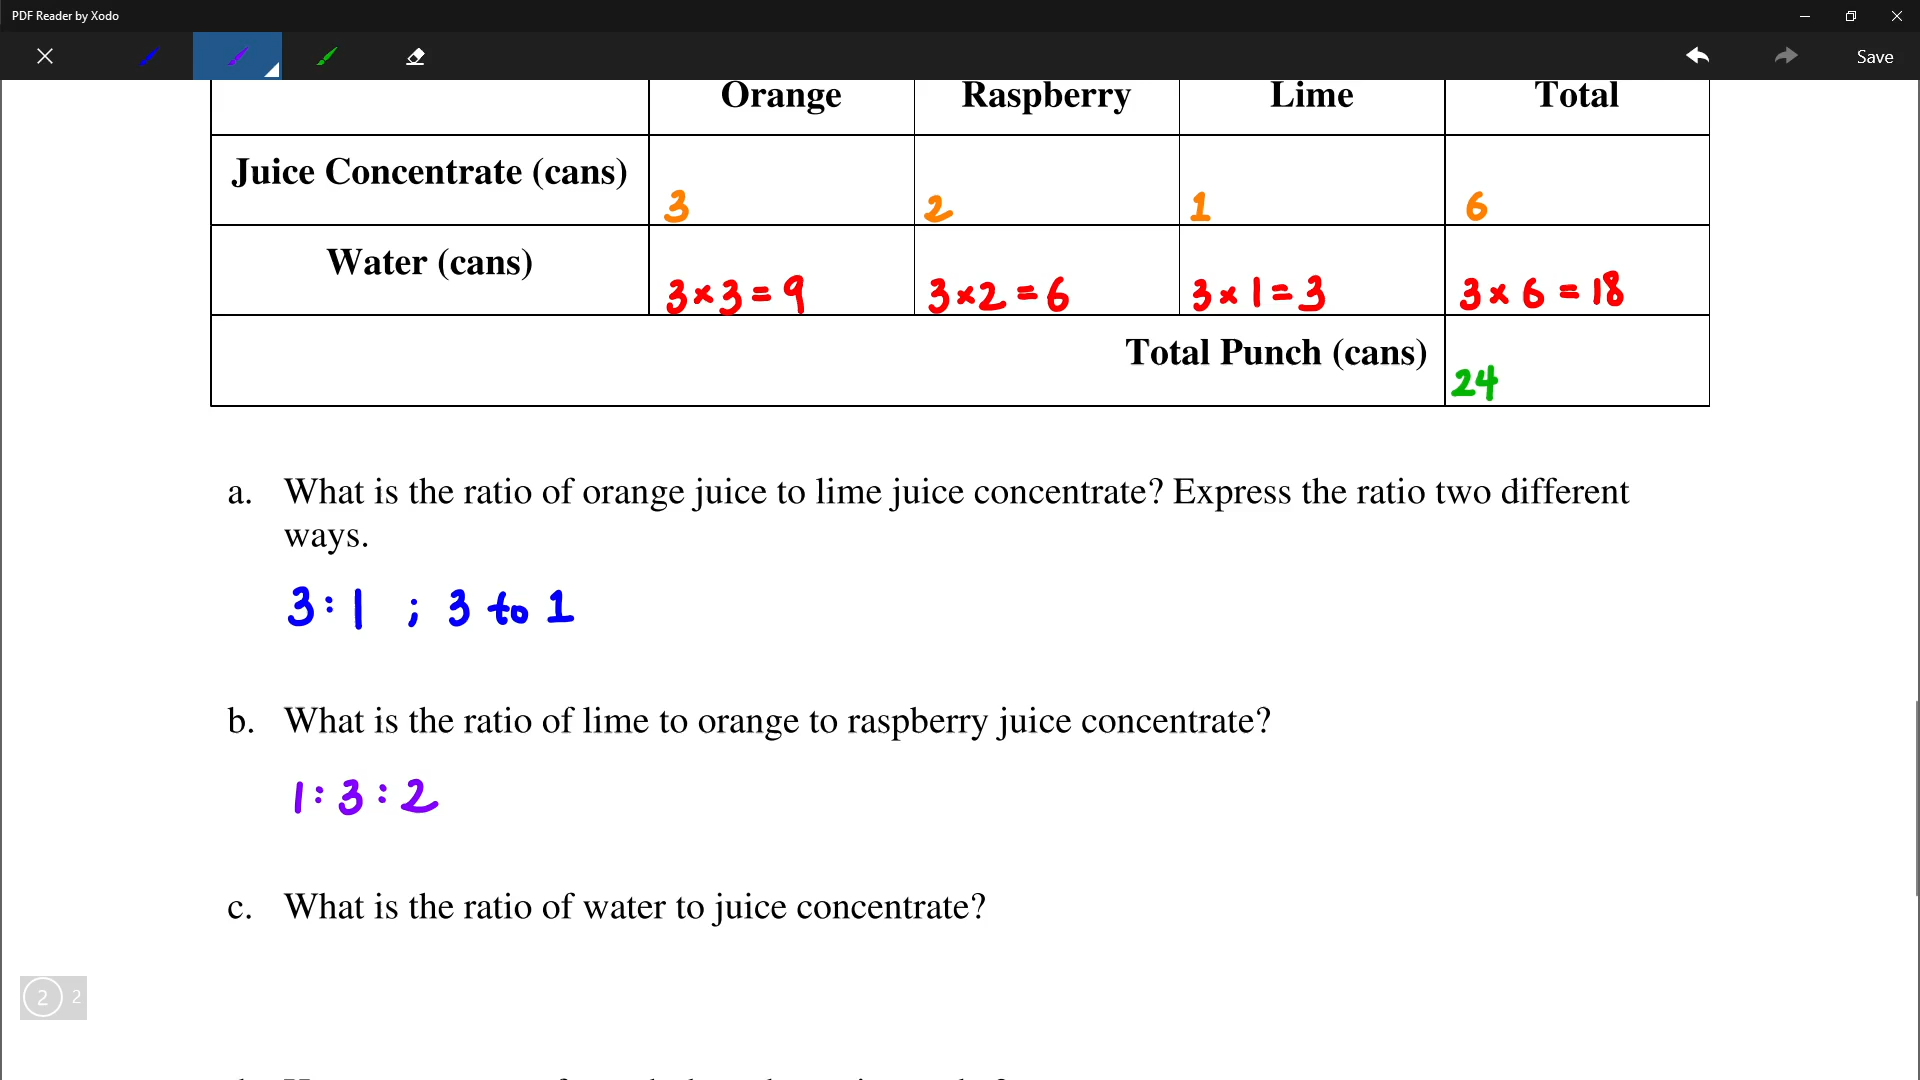 PDF Reader by Xodo
Save
Orange Raspberry Lime Total
Juice Concentrate (cans) 3 2 1 6
Water (cans) 3×3=9 3×2=6 3×1=3 3×6=18
Total Punch (cans) 24
a. What is the ratio of orange juice to lime juice concentrate? Express the ratio two different
ways.
3:1 ; 3 to 1
b. What is the ratio of lime to orange to raspberry juice concentrate?
1:3:2
c. What is the ratio of water to juice concentrate?
2 2